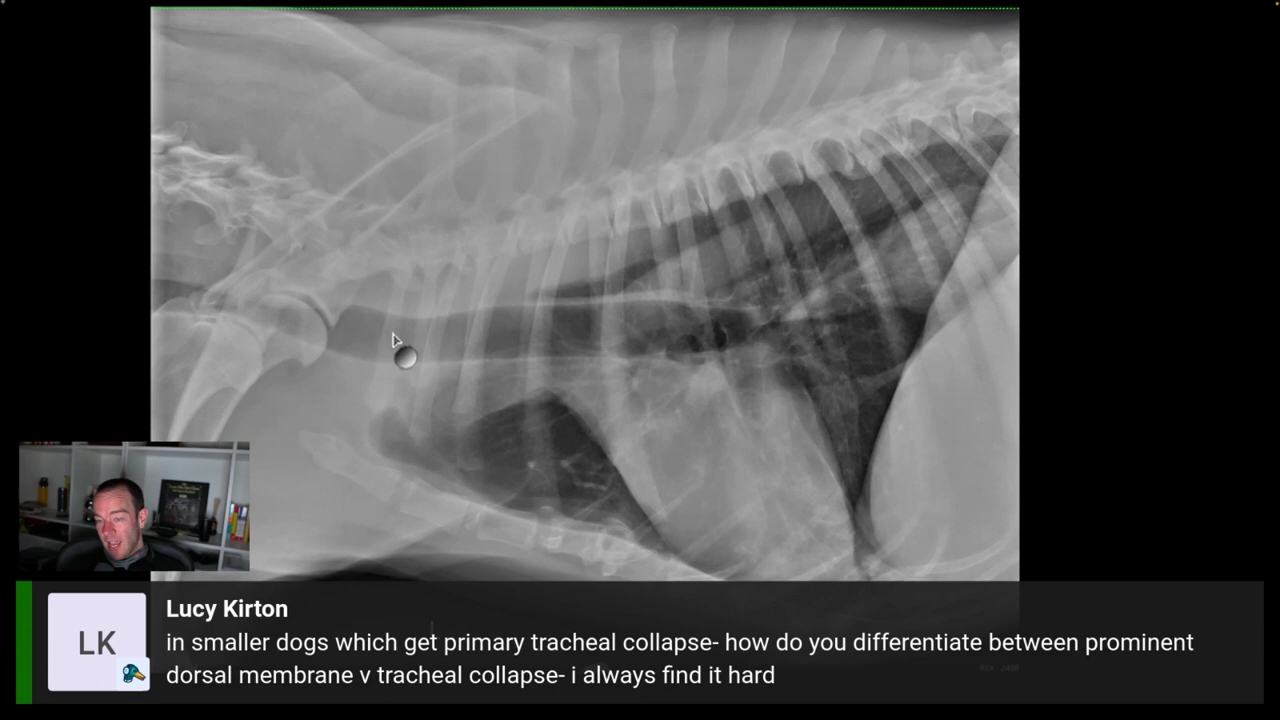 Lucy Kirton
LK
in smaller dogs which get primary tracheal collapse- how do you differentiate between prominent
dorsal membrane v tracheal collapse- i always find it hard